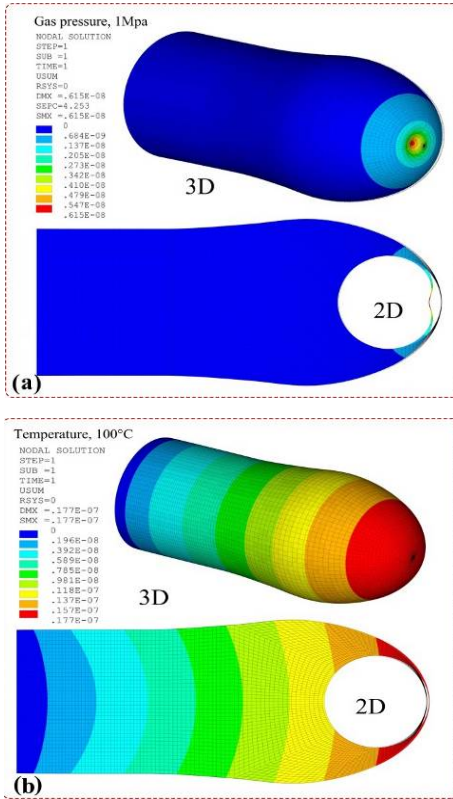 Gas pressure, 1Mpa
NODAL SOLUTION
STEP=1
SUB =1
TIME=1
USUM
RSYS=0
DMX =.615E-08
SEPC=4.253
SMX =.615E-08
0
.684E-09
.137E-08
.205E-08
.273E-08
.342E-08
.410E-08
.479E-08
.547E-08
.615E-08
3D
2D
(a)
Temperature, 100°C
NODAL SOLUTION
STEP=1
SUB =1
TIME=1
USUM
RSYS=0
DMX =.177E-07
SMX =.177E-07
0
.196E-08
.392E-08
.589E-08
.785E-08
.981E-08
.118E-07
.137E-07
.157E-07
.177E-07
3D
2D
(b)